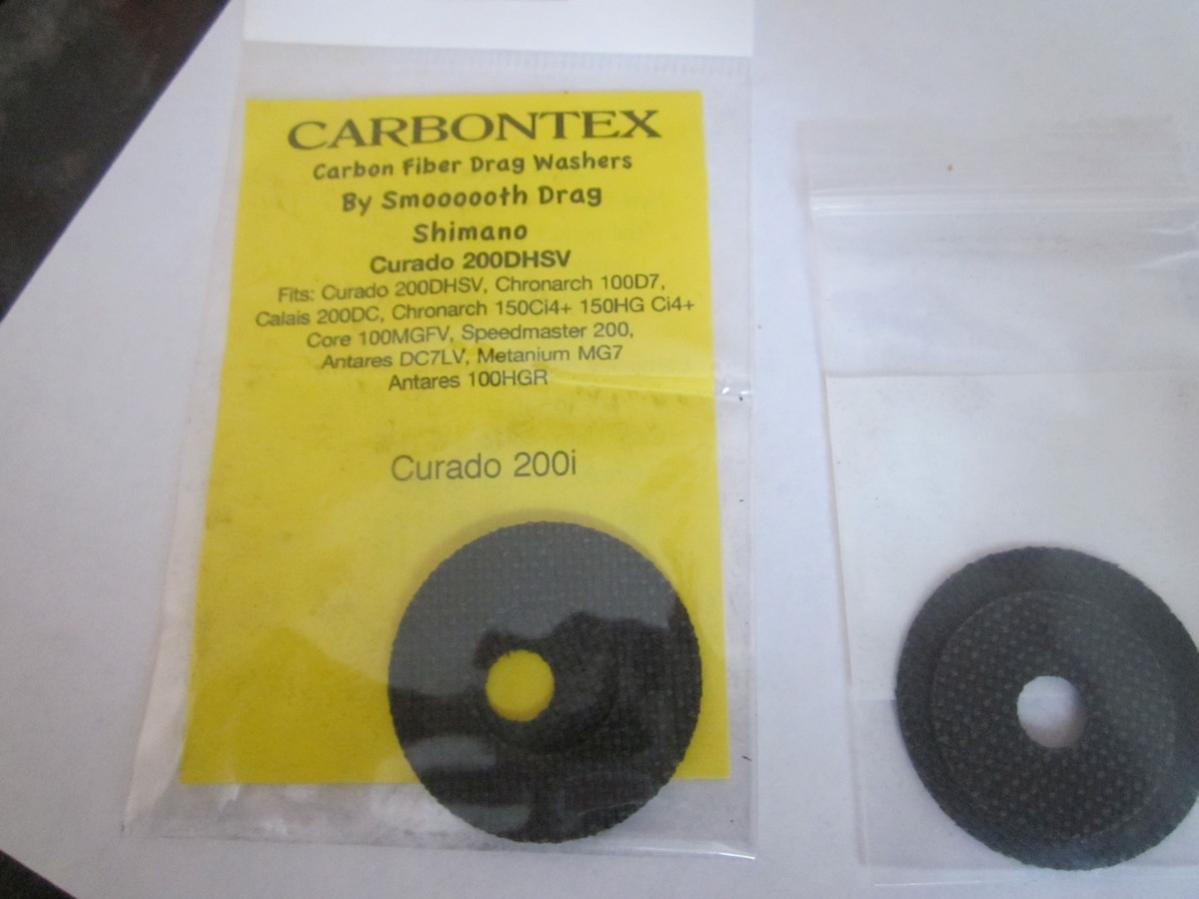 CARBONTEX
Carbon Fiber Drag Washers
By Smoooooth Drag
Shimano
Curado 200DHSV
Fits: Curado 200DHSV, Chronarch 100D7,
Calais 200DC, Chronarch 150Ci4+ 150HG Ci4+
Core 100MGFV, Speedmaster 200,
Antares DC7LV, Metanium MG7
Antares 100HGR
Curado 200i